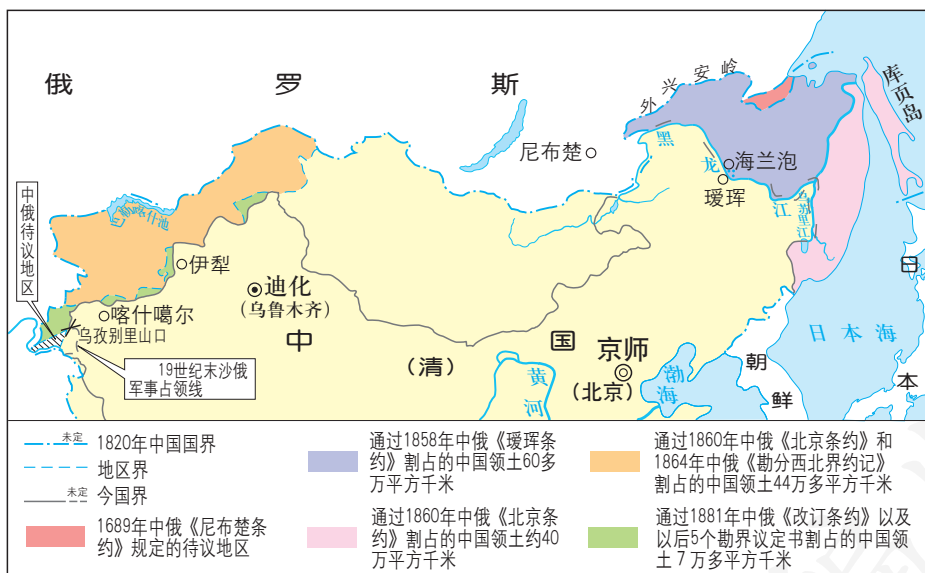 俄 罗 斯
外兴安岭
库页岛
尼布楚
黑龙江
海兰泡
瑷珲
乌苏里江
巴勒喀什池
中俄待议地区
伊犁
迪化
(乌鲁木齐)
喀什噶尔
乌孜别里山口
19世纪末沙俄
军事占领线
中 国
(清)
京师
(北京)
黄河
渤海
朝鲜
日本海
日本
未定
1820年中国国界
地区界
未定
今国界
1689年中俄《尼布楚条
约》规定的待议地区
通过1858年中俄《瑷珲条
约》割占的中国领土60多
万平方千米
通过1860年中俄《北京条
约》割占的中国领土约40
万平方千米
通过1860年中俄《北京条约》和
1864年中俄《勘分西北界约记》
割占的中国领土44万多平方千米
通过1881年中俄《改订条约》以及
以后5个勘界议定书割占的中国领
土7万多平方千米